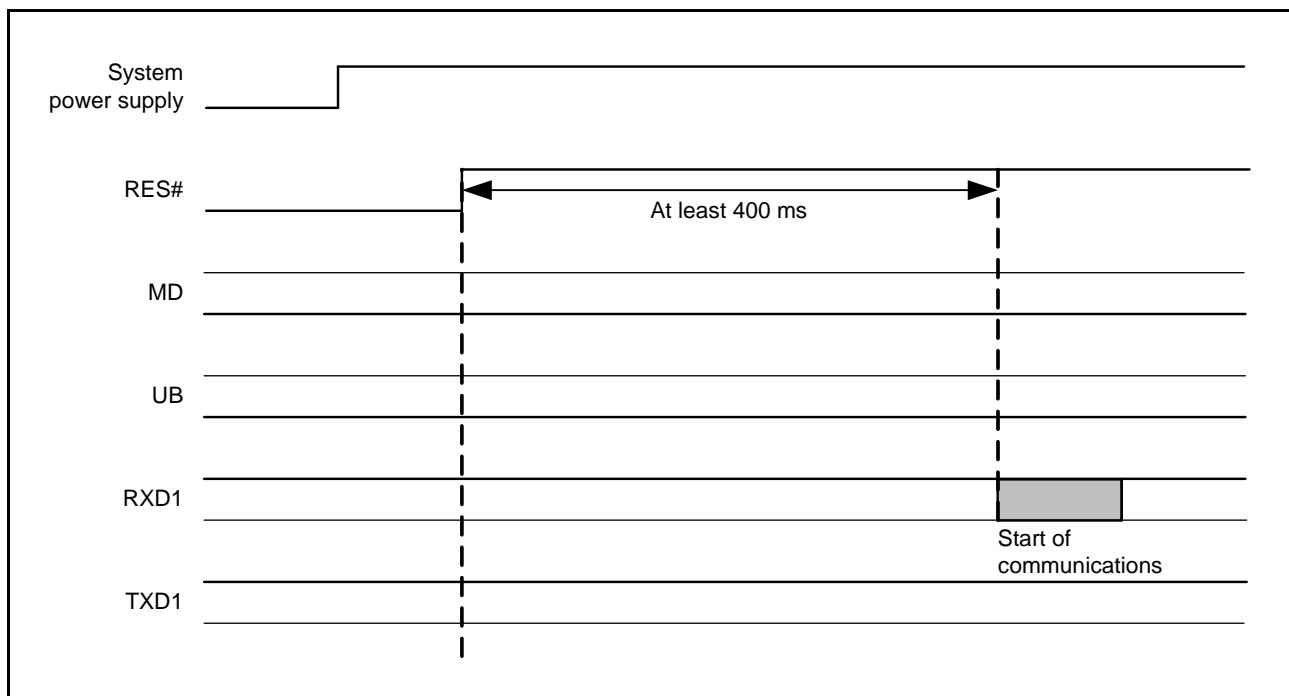 System
power supply
RES#
At least 400 ms
MD
UB
RXD1
Start of
communications
TXD1